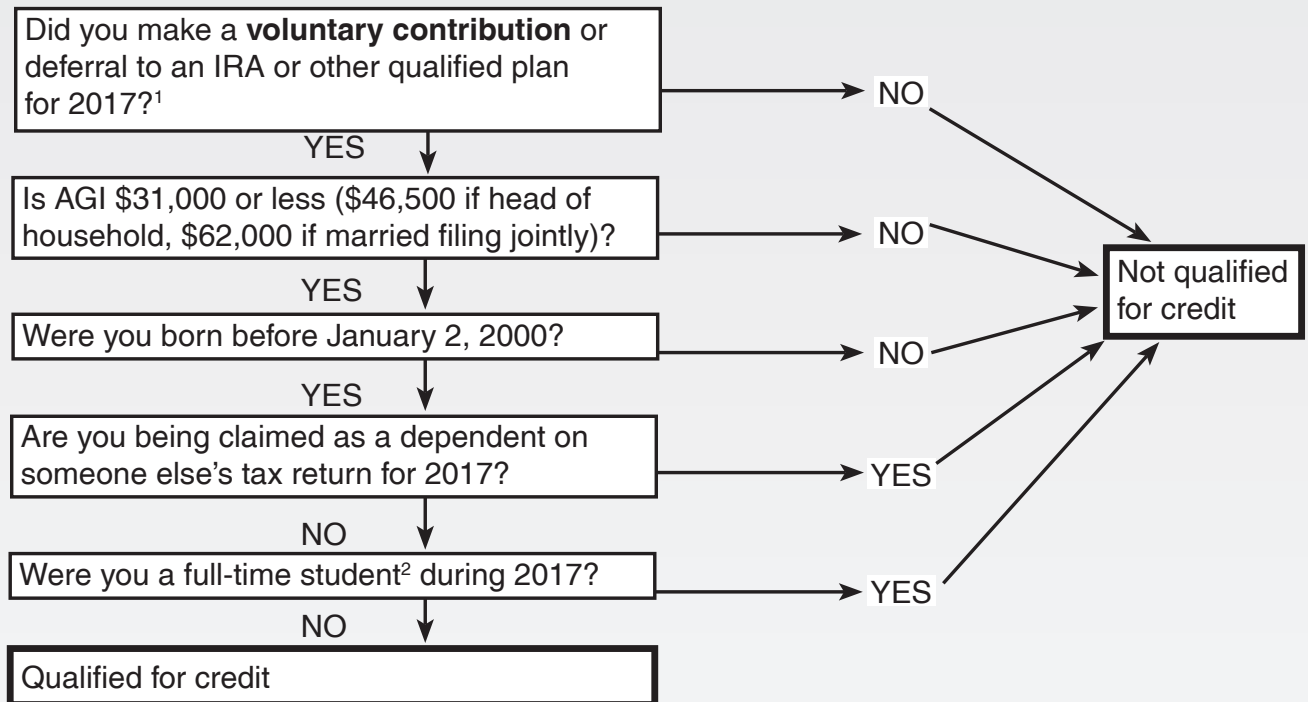 Did you make a voluntary contribution or
deferral to an IRA or other qualified plan
for 2017?¹
NO
YES
Is AGI $31,000 or less ($46,500 if head of
household, $62,000 if married filing jointly)?
NO
Not qualified
for credit
YES
Were you born before January 2, 2000?
NO
YES
Are you being claimed as a dependent on
someone else's tax return for 2017?
YES
NO
Were you a full-time student² during 2017?
YES
NO
Qualified for credit